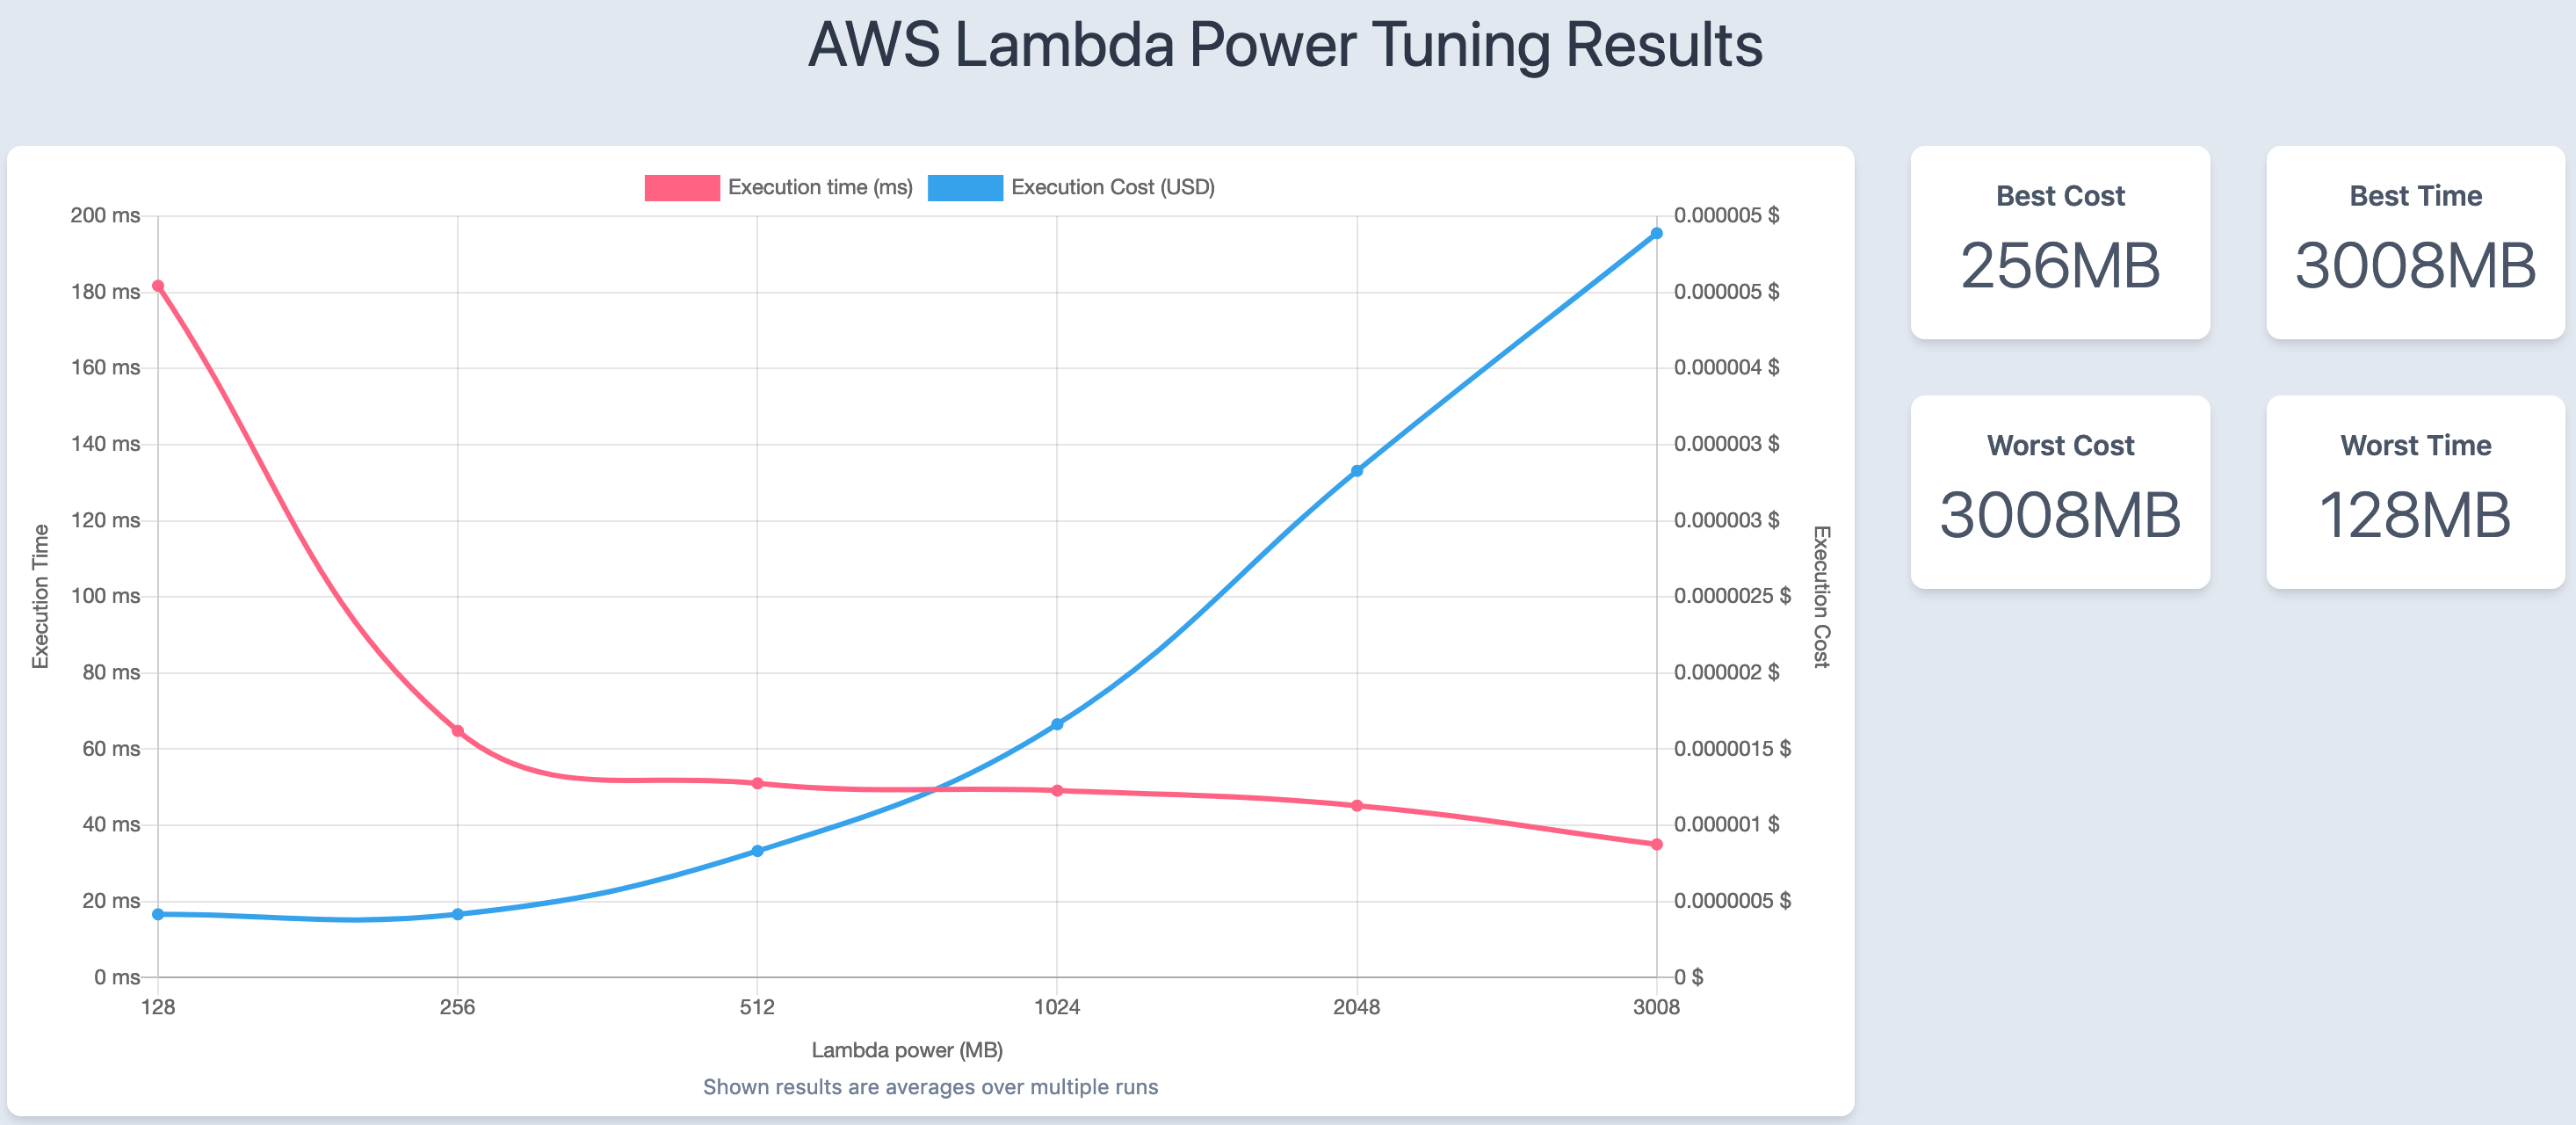 AWS Lambda Power Tuning Results
Execution time (ms) Execution Cost (USD)
200 ms
180 ms
160 ms
140 ms
120 ms
100 ms
80 ms
60 ms
40 ms
20 ms
0 ms
Execution Time
0.000005 $
0.000005 $
0.000004 $
0.000003 $
0.000003 $
0.0000025 $
0.000002 $
0.0000015 $
0.000001 $
0.0000005 $
0 $
Execution Cost
128 256 512 1024 2048 3008
Lambda power (MB)
Shown results are averages over multiple runs
Best Cost
256MB
Best Time
3008MB
Worst Cost
3008MB
Worst Time
128MB